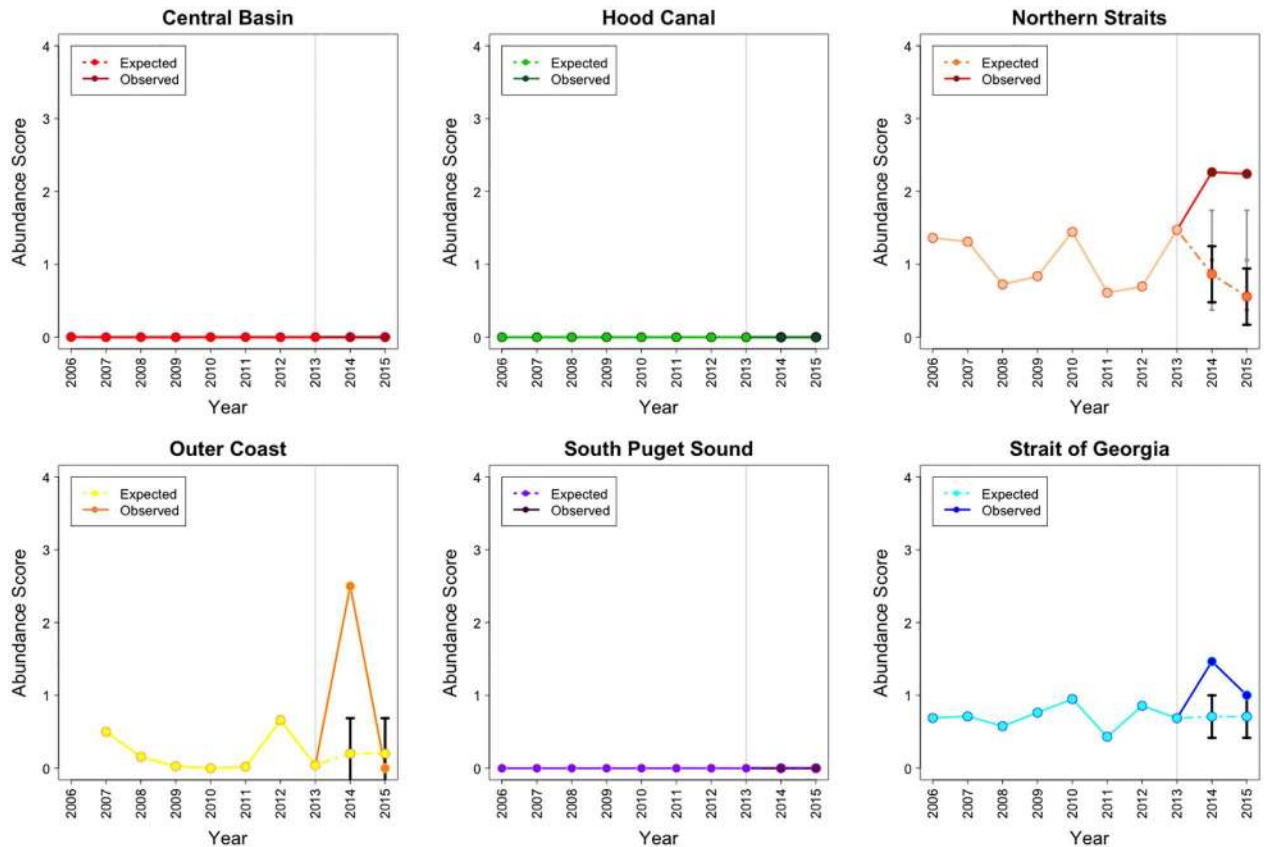 Central Basin
Hood Canal
Northern Straits
Expected
Observed
Expected
Observed
Expected
Observed
Abundance Score
4
3
2
1
0
Abundance Score
4
3
2
1
0
Abundance Score
4
3
2
1
0
2006 2007 2008 2009 2010 2011 2012 2013 2014 2015
2006 2007 2008 2009 2010 2011 2012 2013 2014 2015
2006 2007 2008 2009 2010 2011 2012 2013 2014 2015
Year
Year
Year
Outer Coast
South Puget Sound
Strait of Georgia
Expected
Observed
Expected
Observed
Expected
Observed
Abundance Score
4
3
2
1
0
Abundance Score
4
3
2
1
0
Abundance Score
4
3
2
1
0
2006 2007 2008 2009 2010 2011 2012 2013 2014 2015
2006 2007 2008 2009 2010 2011 2012 2013 2014 2015
2006 2007 2008 2009 2010 2011 2012 2013 2014 2015
Year
Year
Year